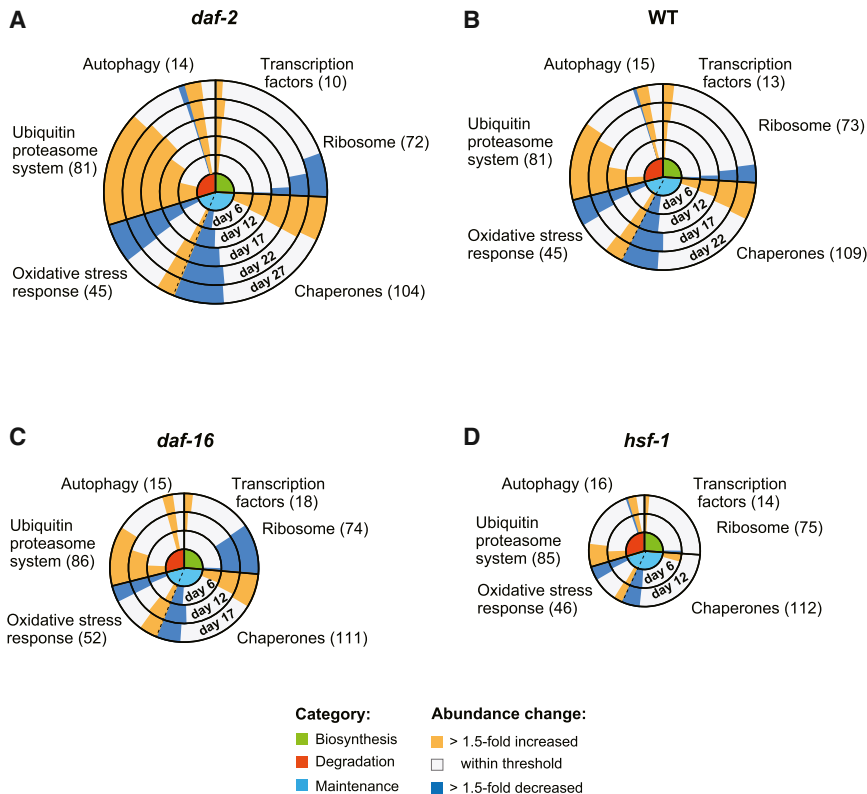 A
daf-2
Autophagy (14)
Transcription
factors (10)
Ubiquitin
proteasome
system (81)
Ribosome (72)
Oxidative stress
response (45)
Chaperones (104)
day 6
day 12
day 17
day 22
day 27
B
WT
Autophagy (15)
Transcription
factors (13)
Ubiquitin
proteasome
system (81)
Ribosome (73)
Oxidative stress
response (45)
Chaperones (109)
day 6
day 12
day 17
day 22
C
daf-16
Autophagy (15)
Transcription
factors (18)
Ubiquitin
proteasome
system (86)
Ribosome (74)
Oxidative stress
response (52)
Chaperones (111)
day 6
day 12
day 17
D
hsf-1
Autophagy (16)
Transcription
factors (14)
Ubiquitin
proteasome
system (85)
Ribosome (75)
Oxidative stress
response (46)
Chaperones (112)
day 6
day 12
Category:
Biosynthesis
Degradation
Maintenance
Abundance change:
> 1.5-fold increased
within threshold
> 1.5-fold decreased